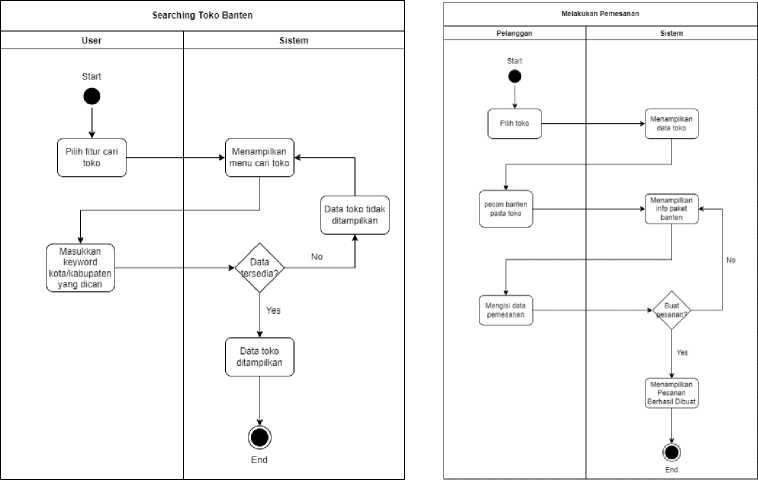 Searching Toko Banten
User
Sistem
Start
Pilih fitur cari
toko
Menampilkan
menu cari toko
Data toko tidak
ditampilkan
Masukkan
keyword
kota/kabupaten
yang dicari
Data
tersedia?
No
Yes
Data toko
ditampilkan
End
Melakukan Pemesanan
Pelanggan
Sistem
Start
Pilih toko
Menampilkan
data toko
pecan banten
pada toko
Menampilkan
info paket
banten
No
Mengisi data
pemesanan
Buat
pesanan?
Yes
Menampilkan
Pesanan
Berhasil Dibuat
End